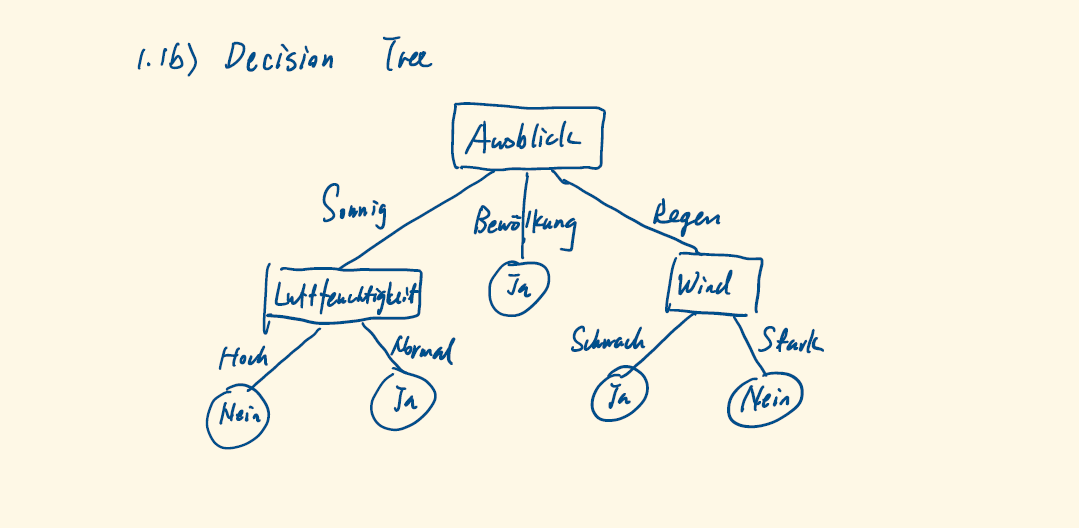 1.1b) Decision Tree
Ausblick
Sonnig
Bewölkung
Regen
Luftfeuchtigkeit
Ja
Wind
Hoch
Normal
Schwach
Stark
Nein
Ja
Ja
Nein